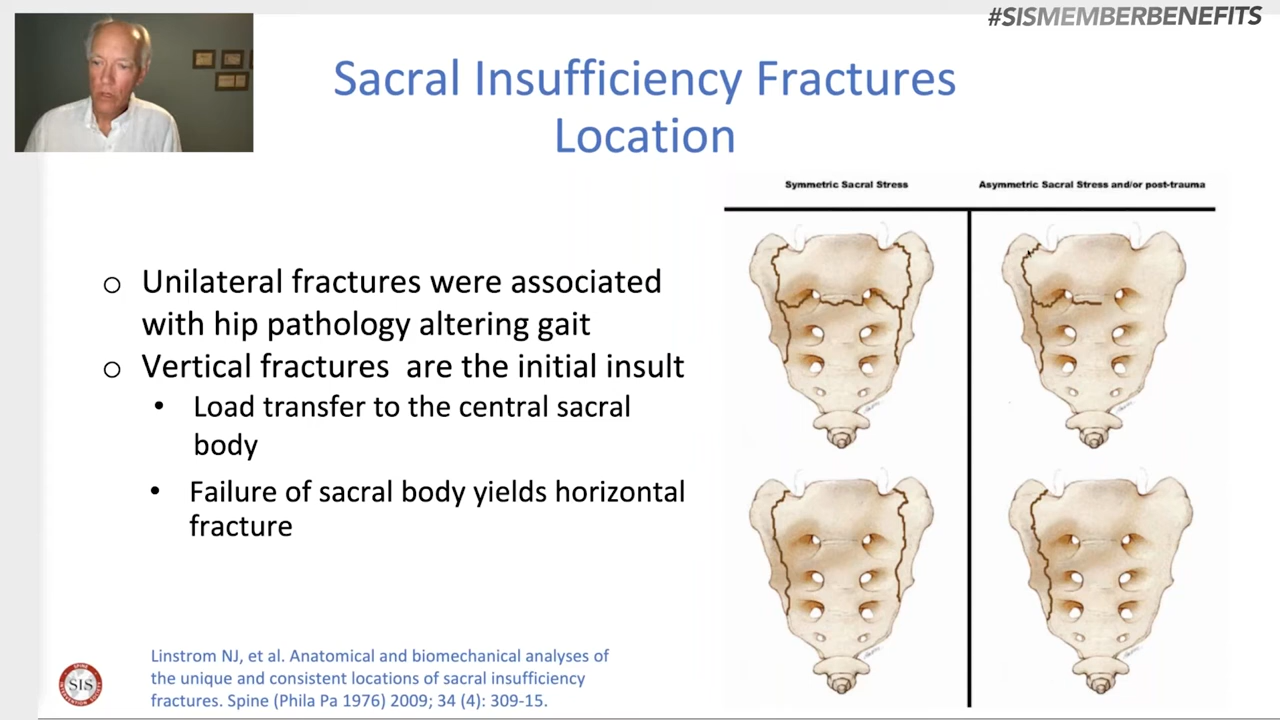 #SISMEMBERBENEFITS
Sacral Insufficiency Fractures
Location
Symmetric Sacral Stress
Asymmetric Sacral Stress and/or post-trauma
o Unilateral fractures were associated
with hip pathology altering gait
o Vertical fractures are the initial insult
• Load transfer to the central sacral
body
• Failure of sacral body yields horizontal
fracture
Linstrom NJ, et al. Anatomical and biomechanical analyses of
the unique and consistent locations of sacral insufficiency
fractures. Spine (Phila Pa 1976) 2009; 34 (4): 309-15.
SIS